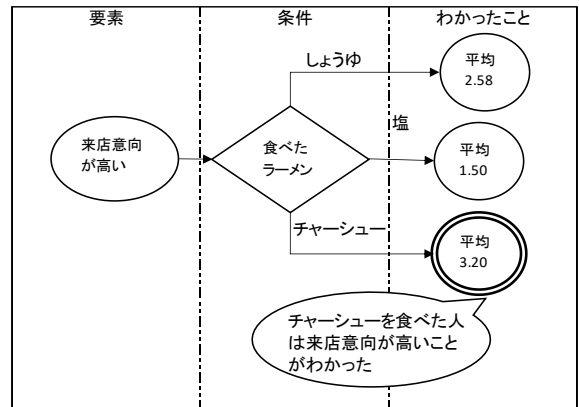 要素
条件
わかったこと
しょうゆ
平均
2.58
来店意向
が高い
食べた
ラーメン
塩
平均
1.50
チャーシュー
平均
3.20
チャーシューを食べた人
は来店意向が高いこと
がわかった